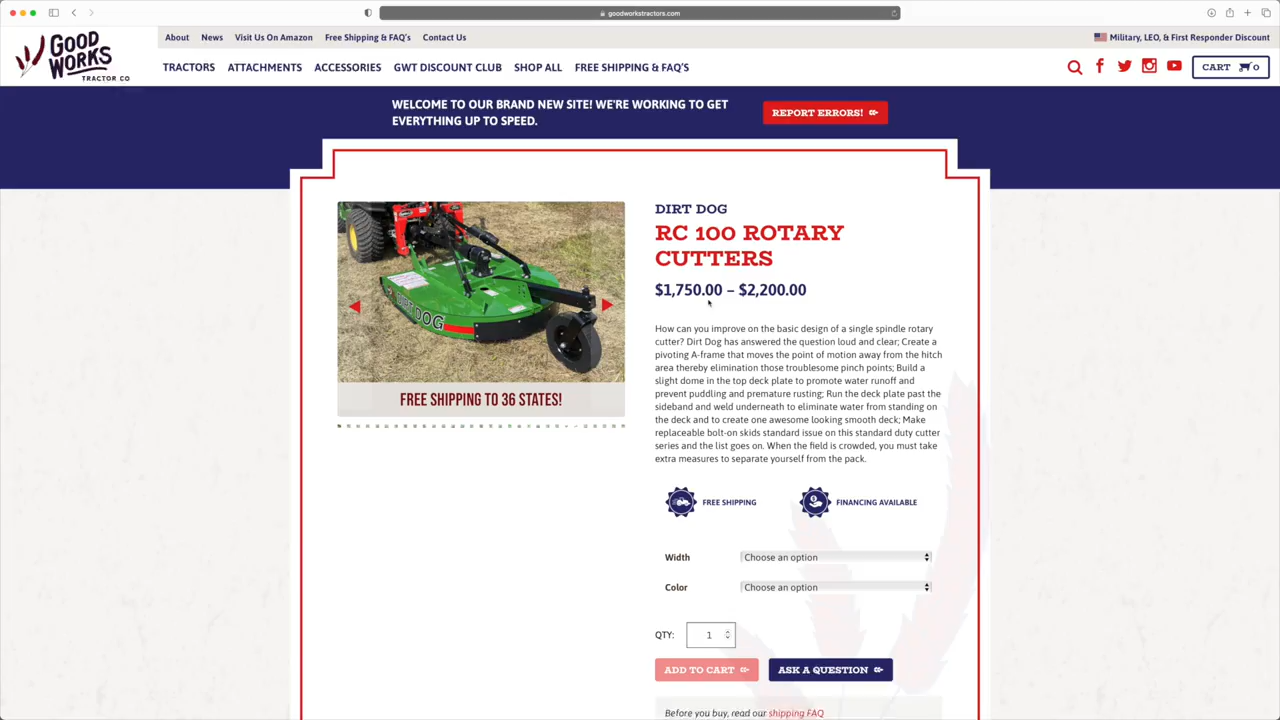 goodworkstractors.com
GOOD
WORKS
TRACTOR CO
About News Visit Us On Amazon Free Shipping & FAQ's Contact Us
Military, LEO, & First Responder Discount
TRACTORS ATTACHMENTS ACCESSORIES GWT DISCOUNT CLUB SHOP ALL FREE SHIPPING & FAQ'S
CART 0
WELCOME TO OUR BRAND NEW SITE! WE'RE WORKING TO GET
EVERYTHING UP TO SPEED.
REPORT ERRORS!
DIRT DOG
FREE SHIPPING TO 36 STATES!
DIRT DOG
RC 100 ROTARY
CUTTERS
$1,750.00 – $2,200.00
How can you improve on the basic design of a single spindle rotary
cutter? Dirt Dog has answered the question loud and clear; Create a
pivoting A-frame that moves the point of motion away from the hitch
area thereby elimination those troublesome pinch points; Build a
slight dome in the top deck plate to promote water runoff and
prevent puddling and premature rusting; Run the deck plate past the
sideband and weld underneath to eliminate water from standing on
the deck and to create one awesome looking smooth deck; Make
replaceable bolt-on skids standard issue on this standard duty cutter
series and the list goes on. When the field is crowded, you must take
extra measures to separate yourself from the pack.
FREE SHIPPING
FINANCING AVAILABLE
Width Choose an option
Color Choose an option
QTY: 1
ADD TO CART
ASK A QUESTION
Before you buy, read our shipping FAQ